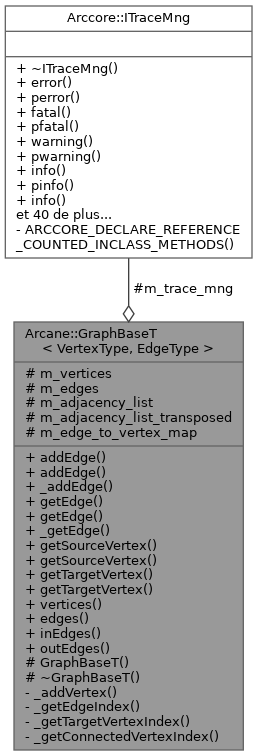 Arccore::ITraceMng
+ ~ITraceMng()
+ error()
+ perror()
+ fatal()
+ pfatal()
+ warning()
+ pwarning()
+ info()
+ pinfo()
+ info()
et 40 de plus...
- ARCCORE_DECLARE_REFERENCE
_COUNTED_INCLASS_METHODS()
#m_trace_mng
Arcane::GraphBaseT
< VertexType, EdgeType >
# m_vertices
# m_edges
# m_adjacency_list
# m_adjacency_list_transposed
# m_edge_to_vertex_map
+ addEdge()
+ addEdge()
+ _addEdge()
+ getEdge()
+ getEdge()
+ _getEdge()
+ getSourceVertex()
+ getSourceVertex()
+ getTargetVertex()
+ getTargetVertex()
+ vertices()
+ edges()
+ inEdges()
+ outEdges()
# GraphBaseT()
# ~GraphBaseT()
- _addVertex()
- _getEdgeIndex()
- _getTargetVertexIndex()
- _getConnectedVertexIndex()